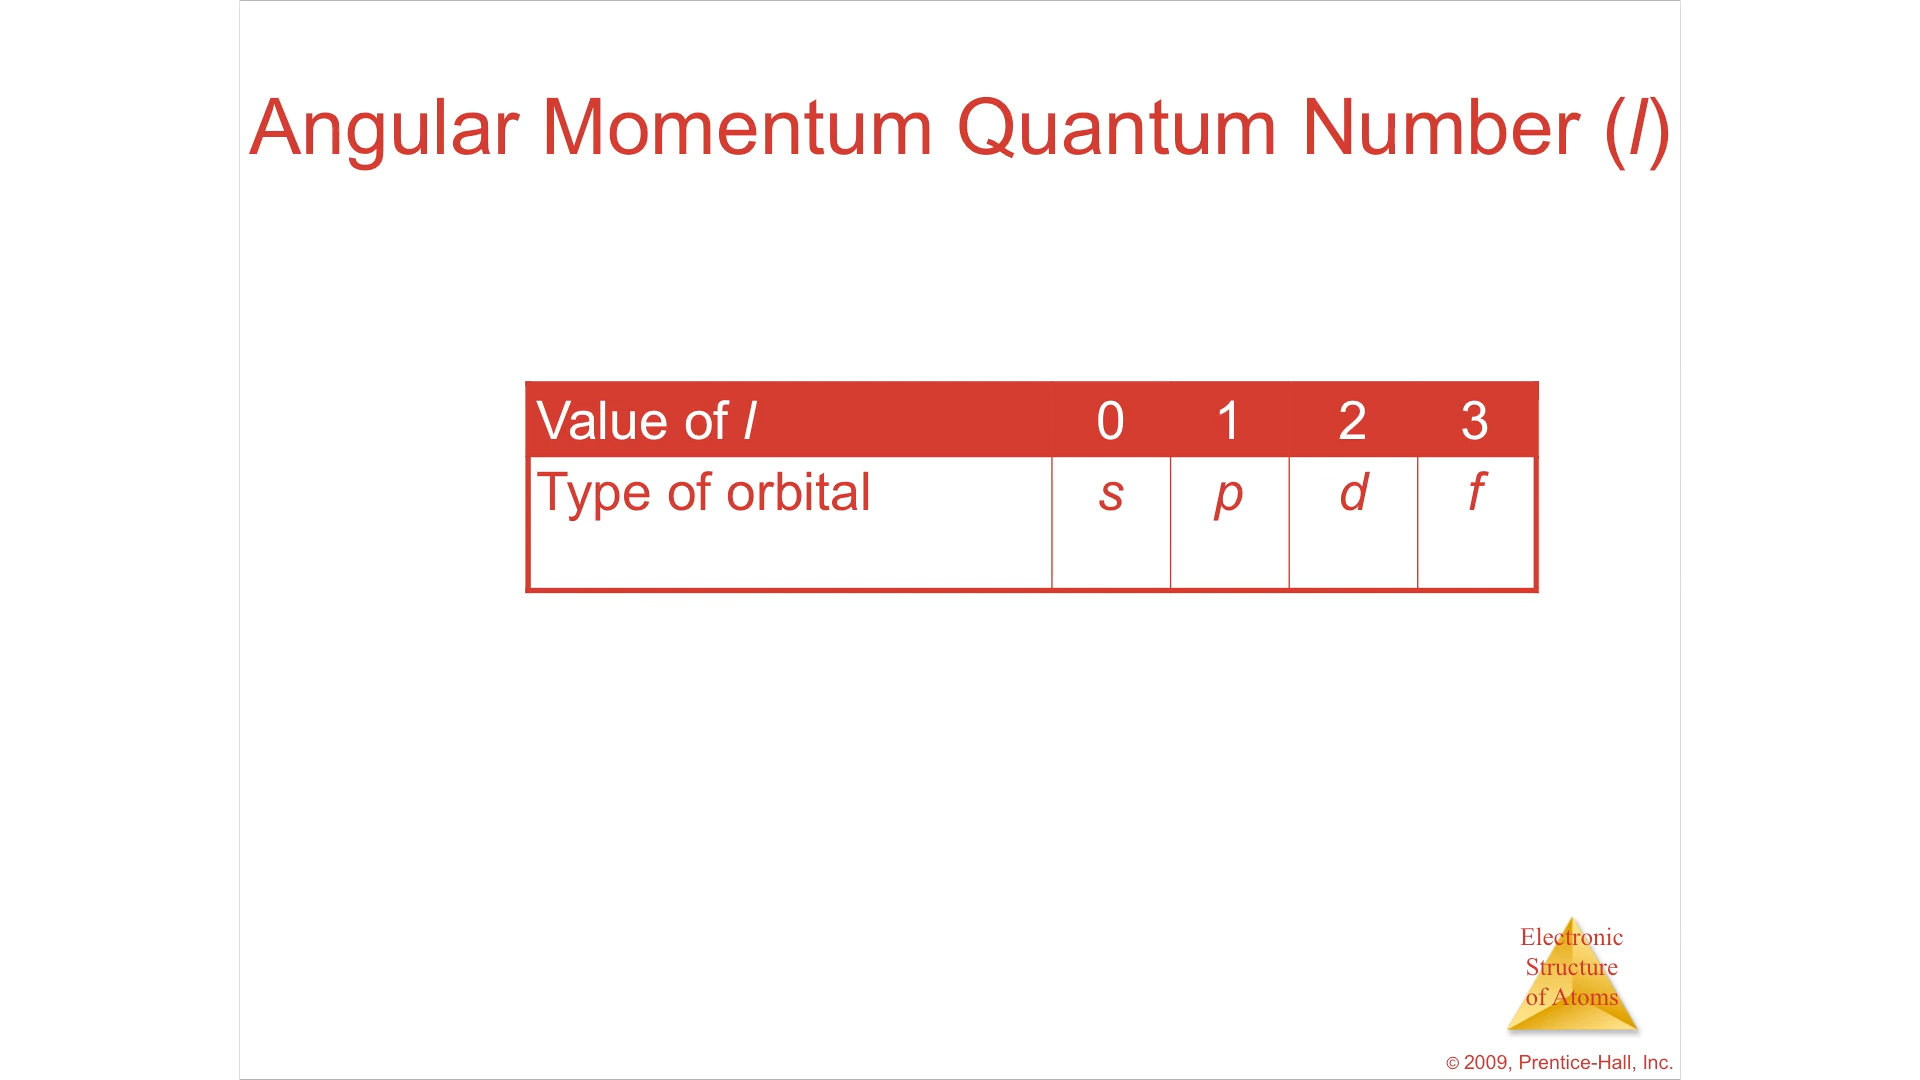 Angular Momentum Quantum Number (l)
Value of l 0 1 2 3
Type of orbital s p d f
Electronic
Structure
of Atoms
© 2009, Prentice-Hall, Inc.